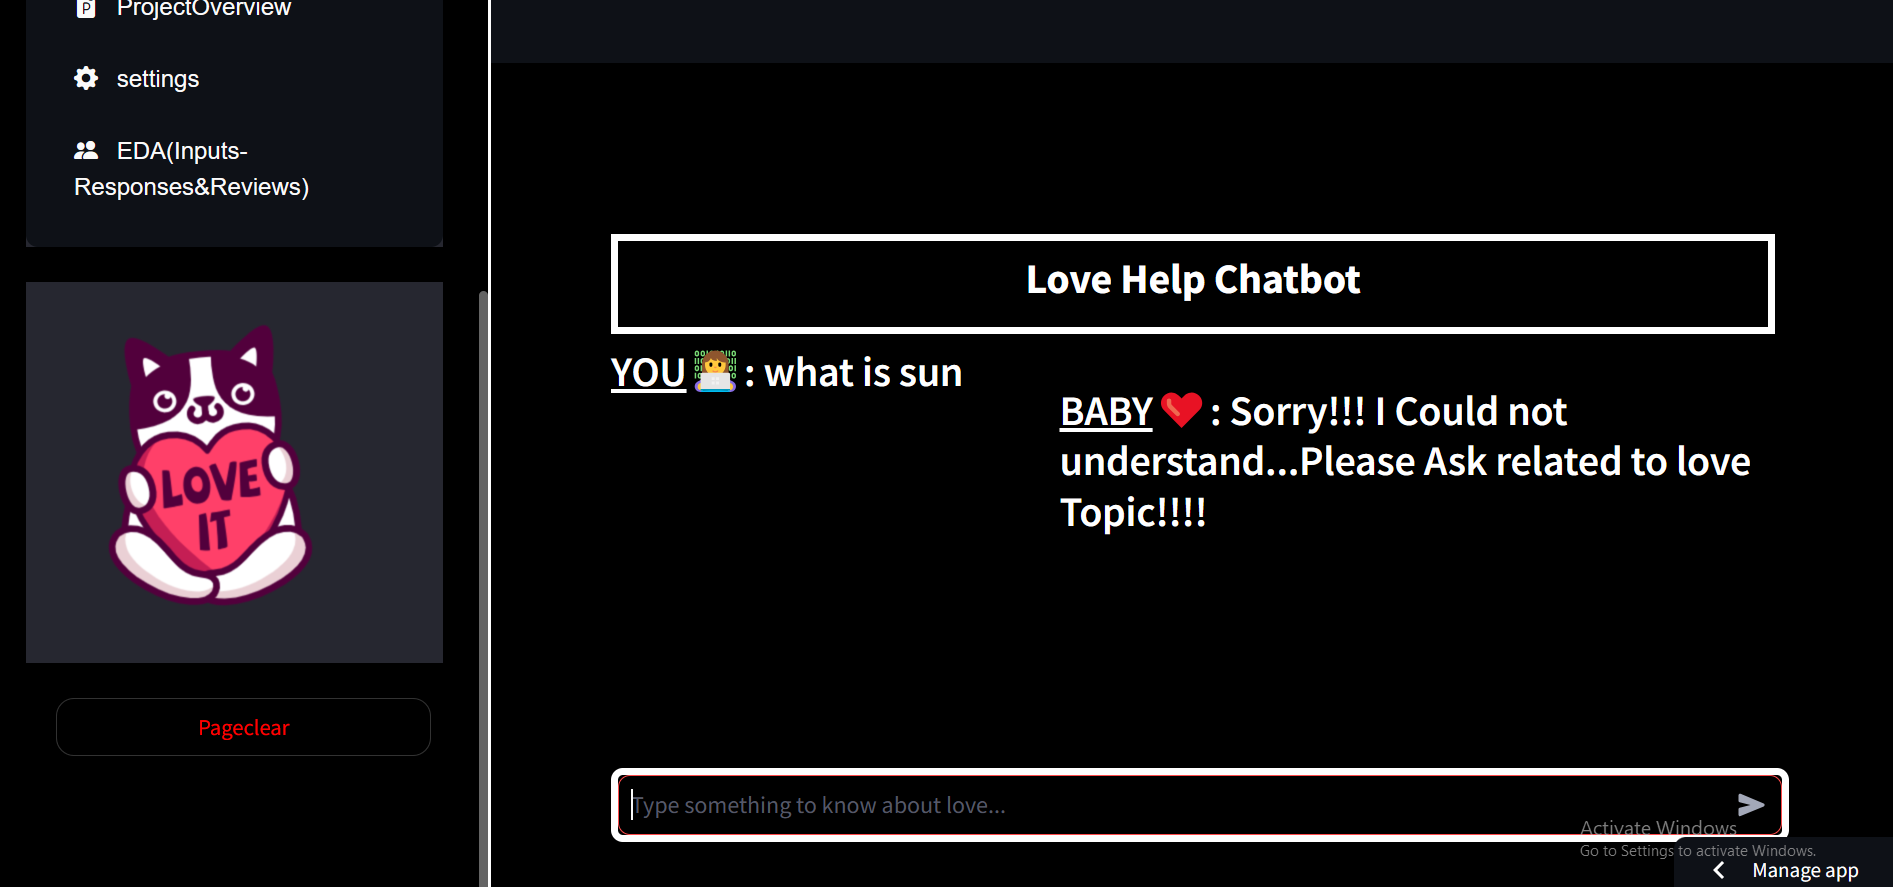 ProjectOverview
settings
EDA(Inputs-
Responses&Reviews)
LOVE
IT
Pageclear
Love Help Chatbot
YOU : what is sun
BABY : Sorry!!! I Could not
understand...Please Ask related to love
Topic!!!!
Type something to know about love...
Activate Windows
Go to Settings to activate Windows.
Manage app